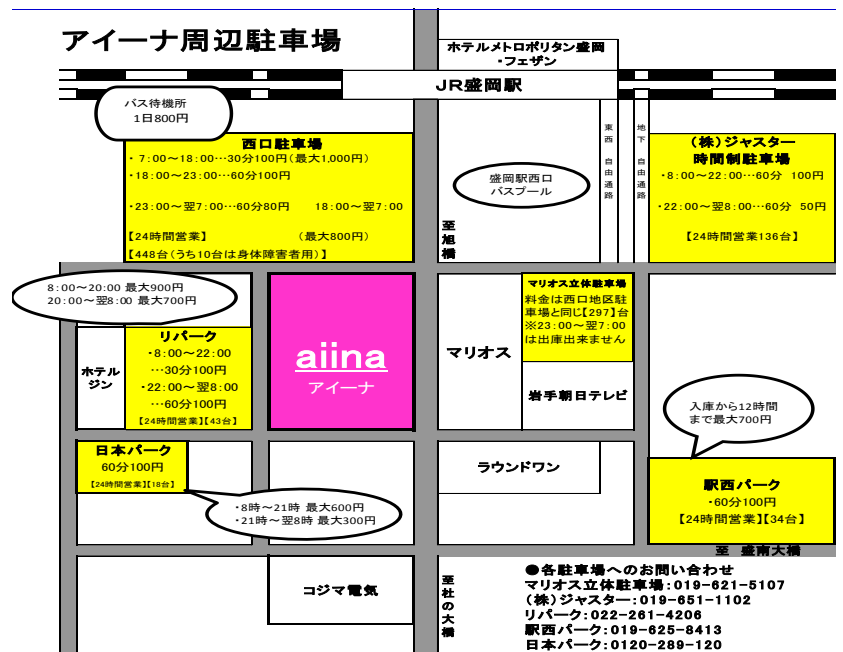 アイーナ周辺駐車場
ホテルメトロポリタン盛岡
・フェザン
JR盛岡駅
バス待機所
1日800円
西口駐車場
・ 7:00～18:00…30分100円(最大1,000円)
・18:00～23:00…60分100円
・23:00～翌7:00…60分80円　18:00～翌7:00
【24時間営業】　（最大800円）
【448台(うち10台は身体障害者用)】
盛岡駅西口
バスプール
東西 自由通路
地下 自由通路
(株)ジャスター
時間制駐車場
・8:00～22:00…60分 100円
・22:00～翌8:00…60分 50円
【24時間営業136台】
至旭橋
8:00～20:00 最大900円
20:00～翌8:00 最大700円
リパーク
・8:00～22:00
…30分100円
・22:00～翌8:00
…60分100円
【24時間営業】【43台】
ホテル
ジン
aiina
アイーナ
マリオス
マリオス立体駐車場
料金は西口地区駐
車場と同じ【297】台
※23:00～翌7:00
は出庫出来ません
岩手朝日テレビ
入庫から12時間
まで最大700円
日本パーク
60分100円
【24時間営業】【18台】
・8時～21時 最大600円
・21時～翌8時 最大300円
ラウンドワン
駅西パーク
・60分100円
【24時間営業】【34台】
至 盛南大橋
コジマ電気
至杜の大橋
●各駐車場へのお問い合わせ
マリオス立体駐車場:019-621-5107
(株)ジャスター:019-651-1102
リパーク:022-261-4206
駅西パーク:019-625-8413
日本パーク:0120-289-120